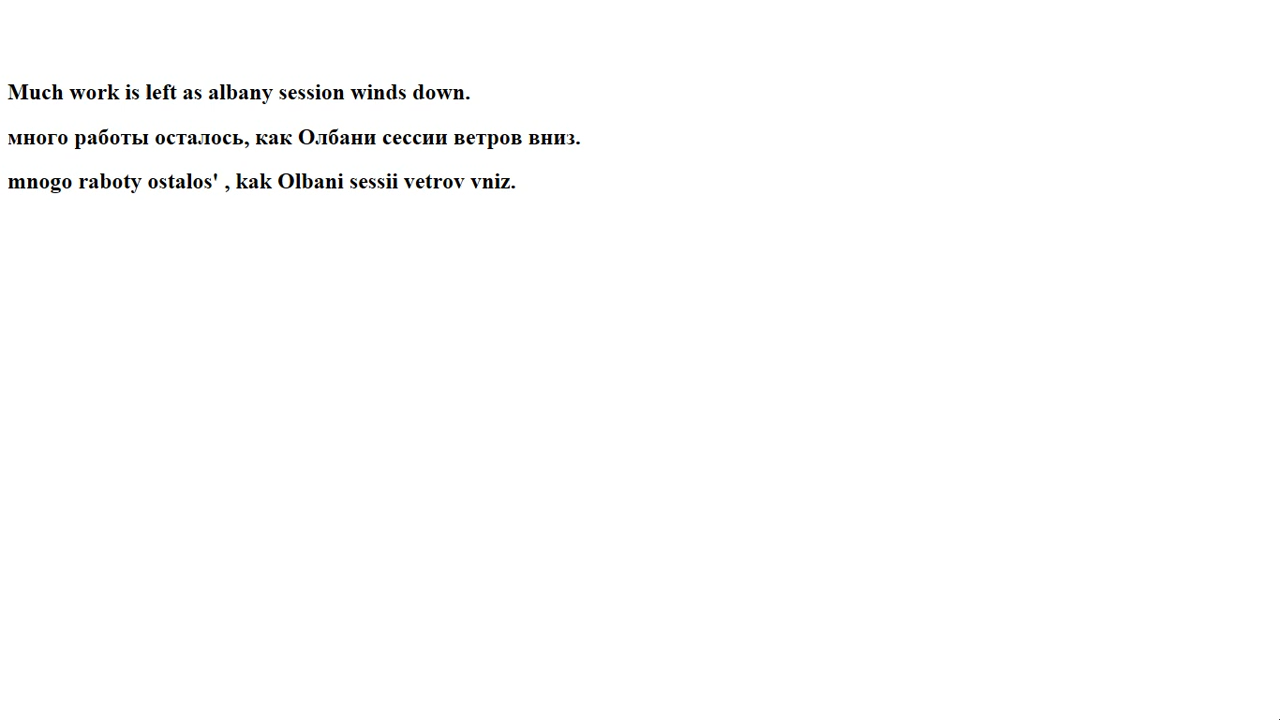 Much work is left as albany session winds down.
много работы осталось, как Олбани сессии ветров вниз.
mnogo raboty ostalos' , kak Olbani sessii vetrov vniz.